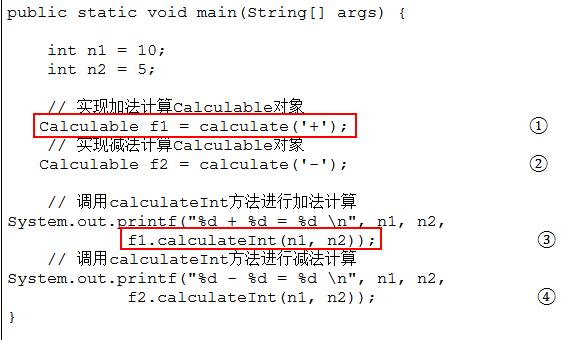 public static void main(String[] args) {
int n1 = 10;
int n2 = 5;
// 实现加法计算Calculable对象
Calculable f1 = calculate('+'); ①
// 实现减法计算Calculable对象
Calculable f2 = calculate('-'); ②
// 调用calculateInt方法进行加法计算
System.out.printf("%d + %d = %d \n", n1, n2,
f1.calculateInt(n1, n2)); ③
// 调用calculateInt方法进行减法计算
System.out.printf("%d - %d = %d \n", n1, n2,
f2.calculateInt(n1, n2)); ④
}